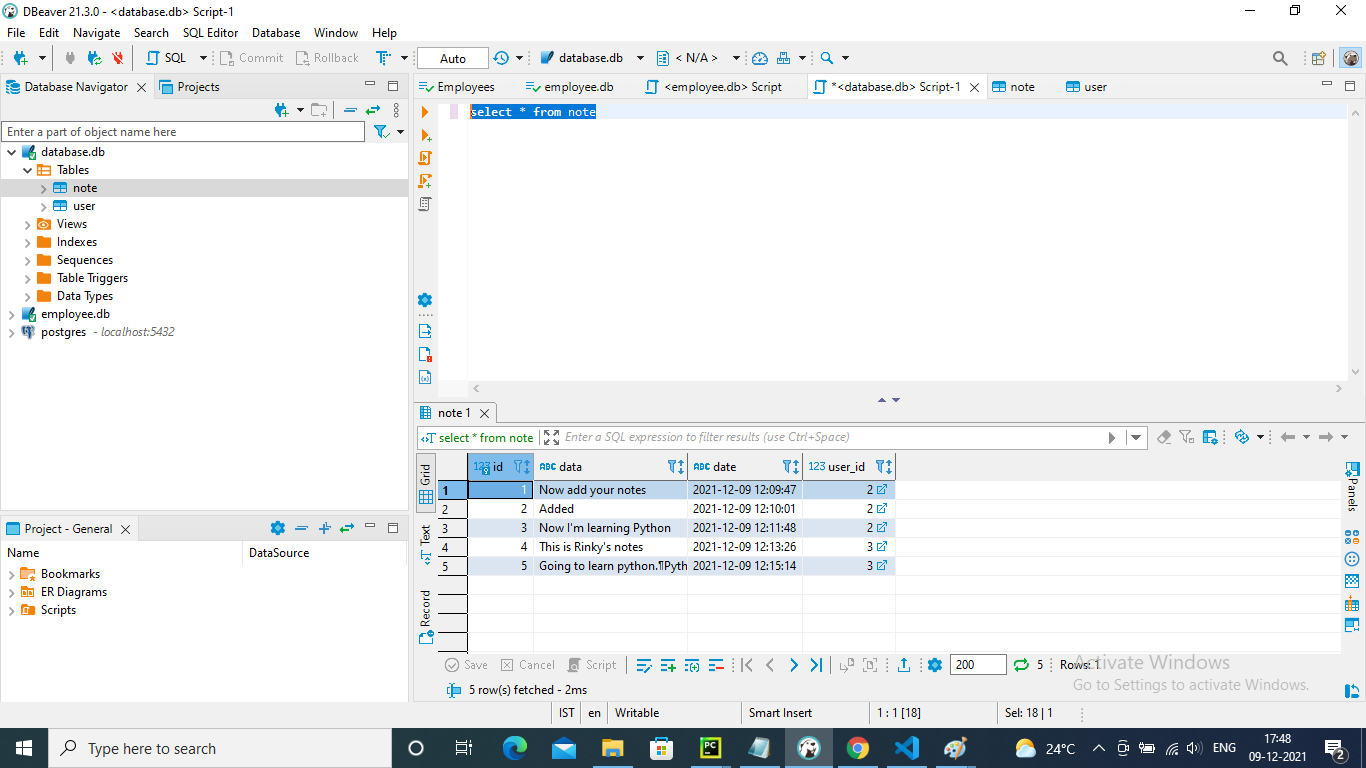 DBeaver 21.3.0 - <database.db> Script-1
File Edit Navigate Search SQL Editor Database Window Help
SQL Commit Rollback T Auto database.db < N/A >
Database Navigator Projects
Employees employee.db <employee.db> Script *<database.db> Script-1 note user
Enter a part of object name here
select * from note
database.db
Tables
note
user
Views
Indexes
Sequences
Table Triggers
Data Types
employee.db
postgres - localhost:5432
note 1
select * from note Enter a SQL expression to filter results (use Ctrl+Space)
Grid
Text
Record
Panels
123 id ABC data ABC date 123 user_id
1 1 Now add your notes 2021-12-09 12:09:47 2
2 2 Added 2021-12-09 12:10:01 2
3 3 Now I'm learning Python 2021-12-09 12:11:48 2
4 4 This is Rinky's notes 2021-12-09 12:13:26 3
5 5 Going to learn python.¶Pyth 2021-12-09 12:15:14 3
Project - General
Name DataSource
Bookmarks
ER Diagrams
Scripts
Save Cancel Script 200 5 Rows:
Activate Windows
Go to Settings to activate Windows.
5 row(s) fetched - 2ms
IST en Writable Smart Insert 1 : 1 [18] Sel: 18 | 1
Type here to search
24°C ENG 17:48
09-12-2021 2